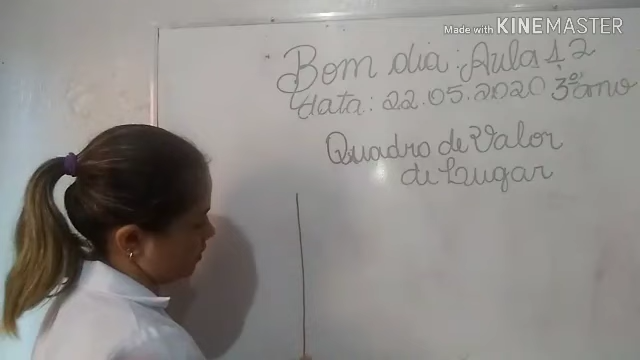 Made with KINEMASTER
Bom dia: Aula 12
data: 22.05.2020 3º ano
Quadro de Valor
de Lugar